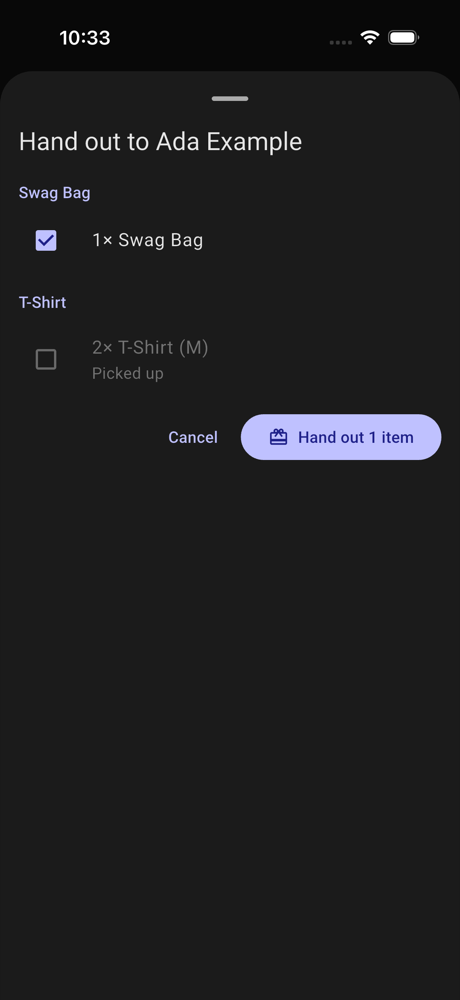 10:33
Hand out to Ada Example
Swag Bag
1× Swag Bag
T-Shirt
2× T-Shirt (M)
Picked up
Cancel
Hand out 1 item